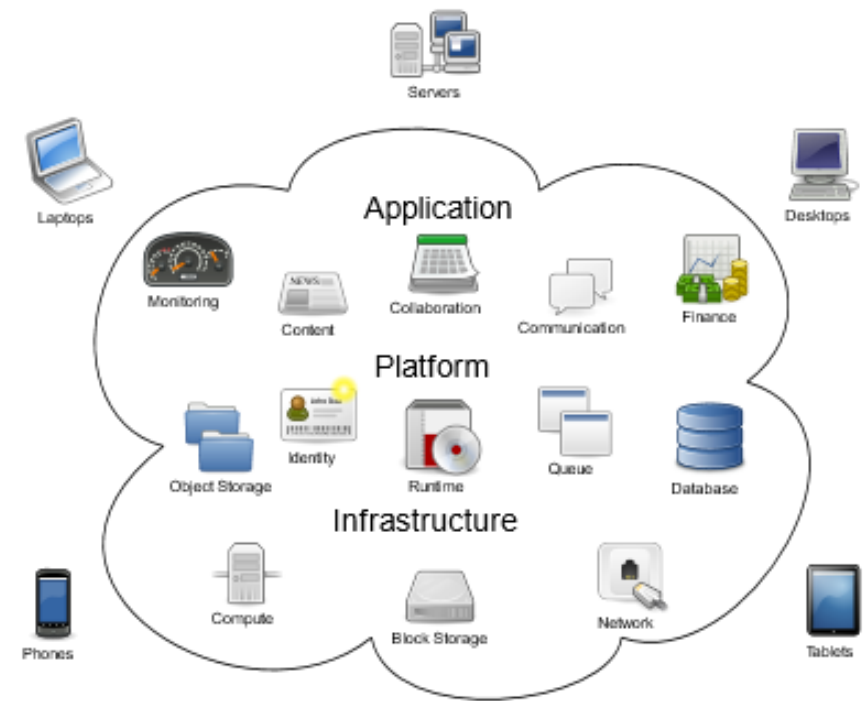 Servers
Laptops
Desktops
Application
Monitoring
NEWS
Content
Collaboration
Communication
Finance
Platform
Object Storage
Identity
Runtime
Queue
Database
Infrastructure
Compute
Block Storage
Network
Phones
Tablets